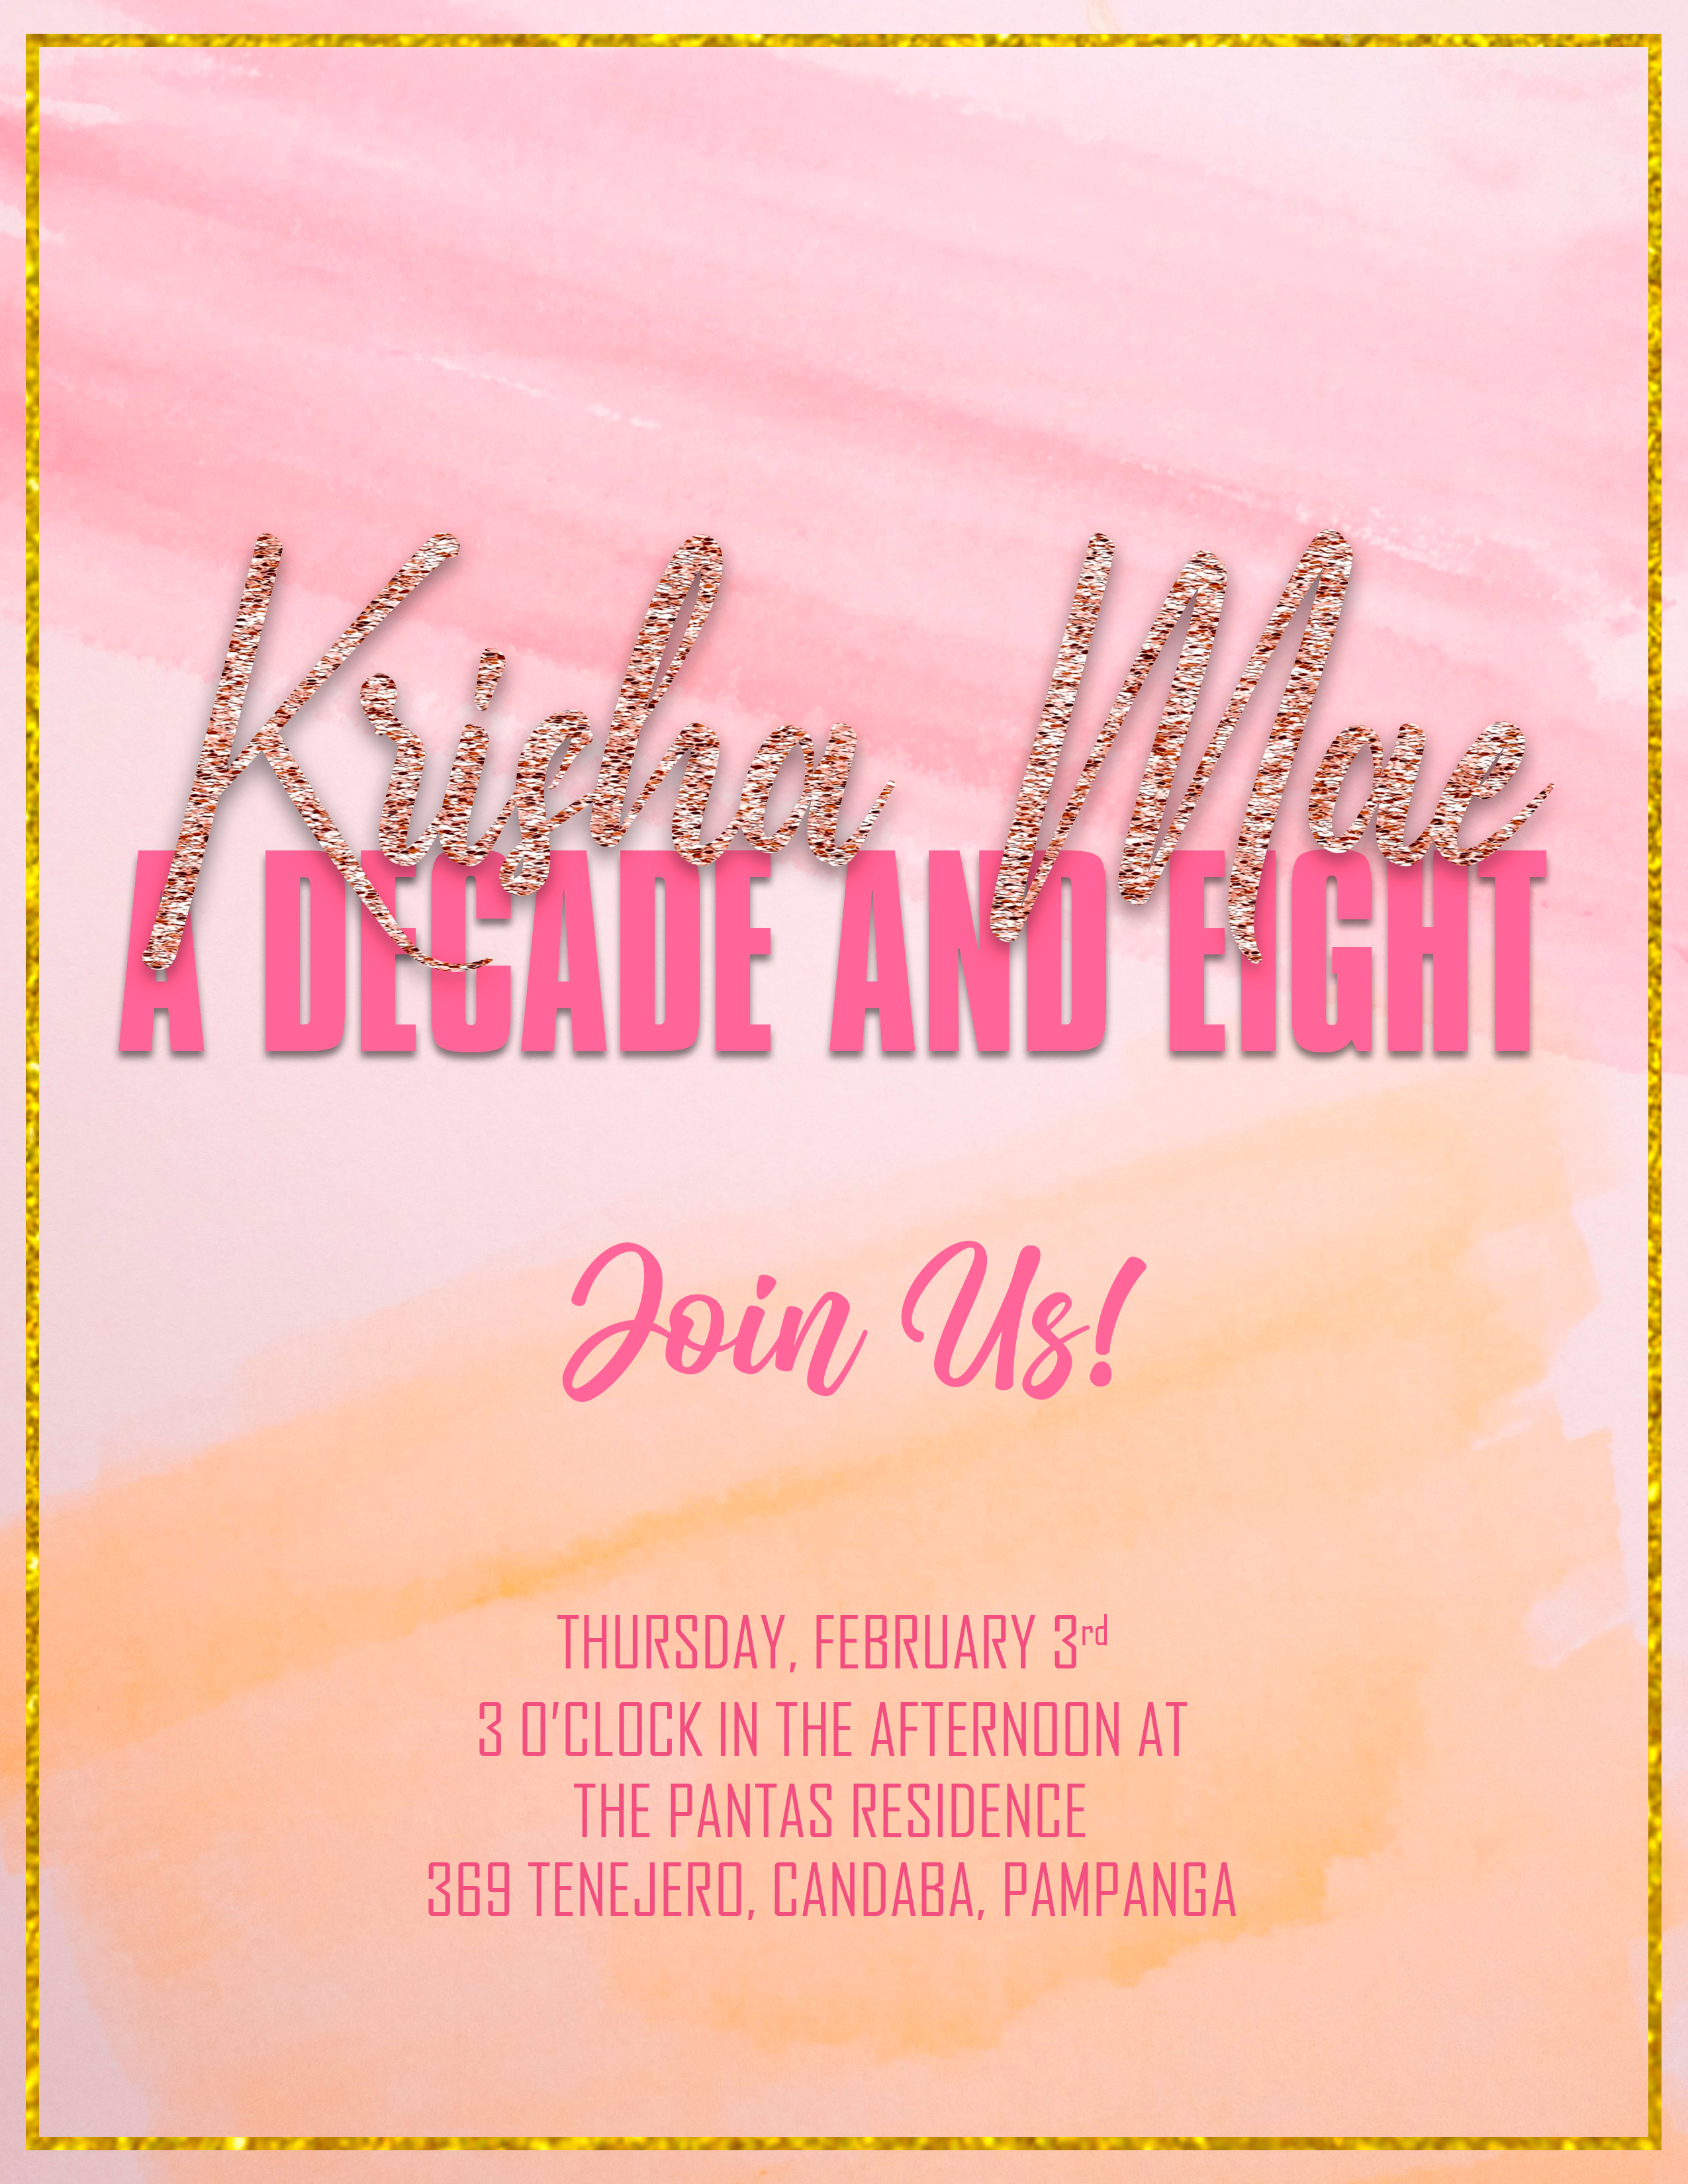 Krisha Mae
A DECADE AND EIGHT
Join Us!
THURSDAY, FEBRUARY 3rd
3 O'CLOCK IN THE AFTERNOON AT
THE PANTAS RESIDENCE
369 TENEJERO, CANDABA, PAMPANGA